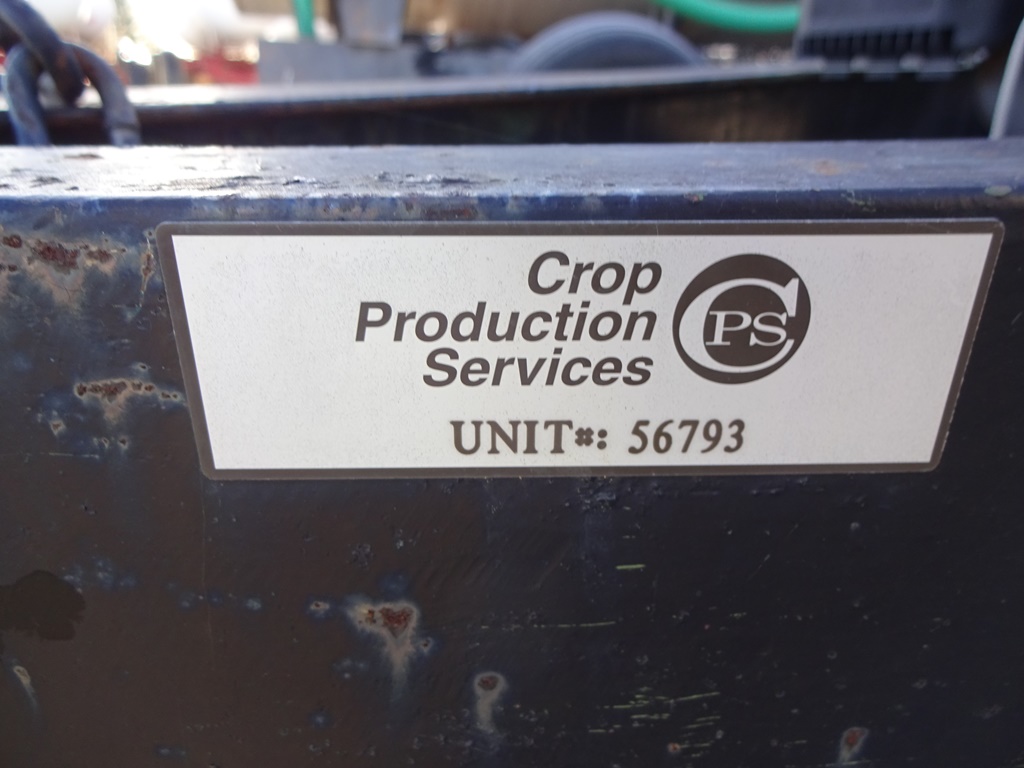 Crop
Production
Services
CPS
UNIT#: 56793